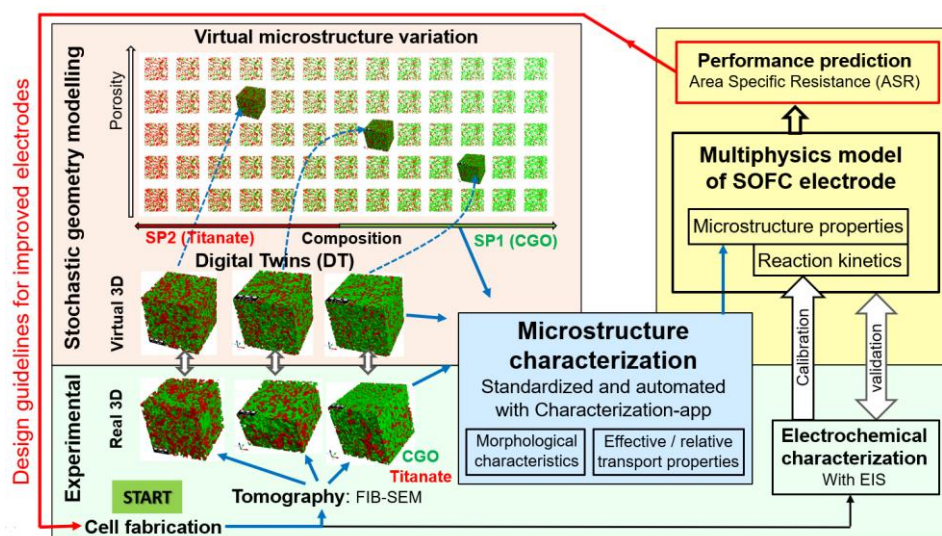 Design guidelines for improved electrodes
Stochastic geometry modelling
Virtual microstructure variation
Porosity
SP2 (Titanate)
Composition
SP1 (CGO)
Digital Twins (DT)
Virtual 3D
Experimental
Real 3D
CGO
Titanate
START
Tomography: FIB-SEM
Cell fabrication
Microstructure
characterization
Standardized and automated
with Characterization-app
Morphological
characteristics
Effective / relative
transport properties
Performance prediction
Area Specific Resistance (ASR)
Multiphysics model
of SOFC electrode
Microstructure properties
Reaction kinetics
Calibration
validation
Electrochemical
characterization
With EIS